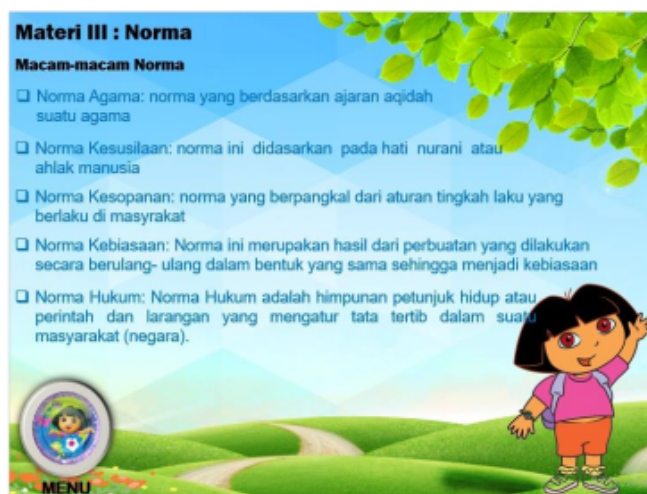 Materi III : Norma
Macam-macam Norma
❑ Norma Agama: norma yang berdasarkan ajaran aqidah
suatu agama
❑ Norma Kesusilaan: norma ini didasarkan pada hati nurani atau
ahlak manusia
❑ Norma Kesopanan: norma yang berpangkal dari aturan tingkah laku yang
berlaku di masyrakat
❑ Norma Kebiasaan: Norma ini merupakan hasil dari perbuatan yang dilakukan
secara berulang- ulang dalam bentuk yang sama sehingga menjadi kebiasaan
❑ Norma Hukum: Norma Hukum adalah himpunan petunjuk hidup atau
perintah dan larangan yang mengatur tata tertib dalam suatu
masyarakat (negara).
MENU